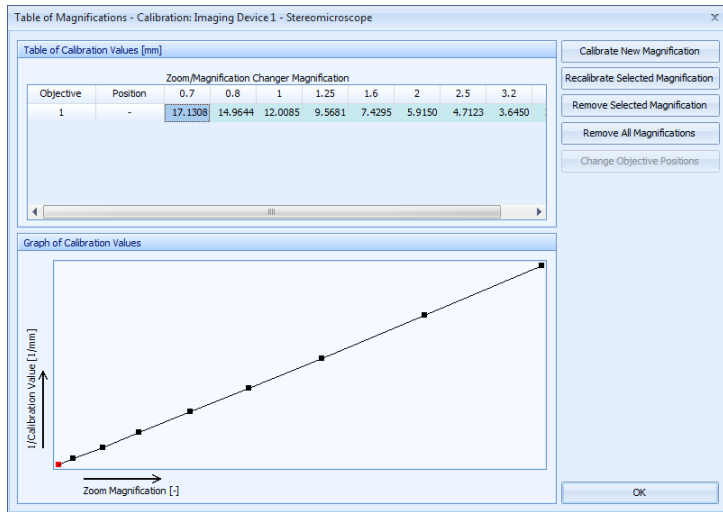 Table of Magnifications - Calibration: Imaging Device 1 - Stereomicroscope
Table of Calibration Values [mm]
Zoom/Magnification Changer Magnification
Objective Position 0.7 0.8 1 1.25 1.6 2 2.5 3.2
1 - 17.1308 14.9644 12.0085 9.5681 7.4295 5.9150 4.7123 3.6450
Calibrate New Magnification
Recalibrate Selected Magnification
Remove Selected Magnification
Remove All Magnifications
Change Objective Positions
Graph of Calibration Values
1/Calibration Value [1/mm]
Zoom Magnification [-]
OK